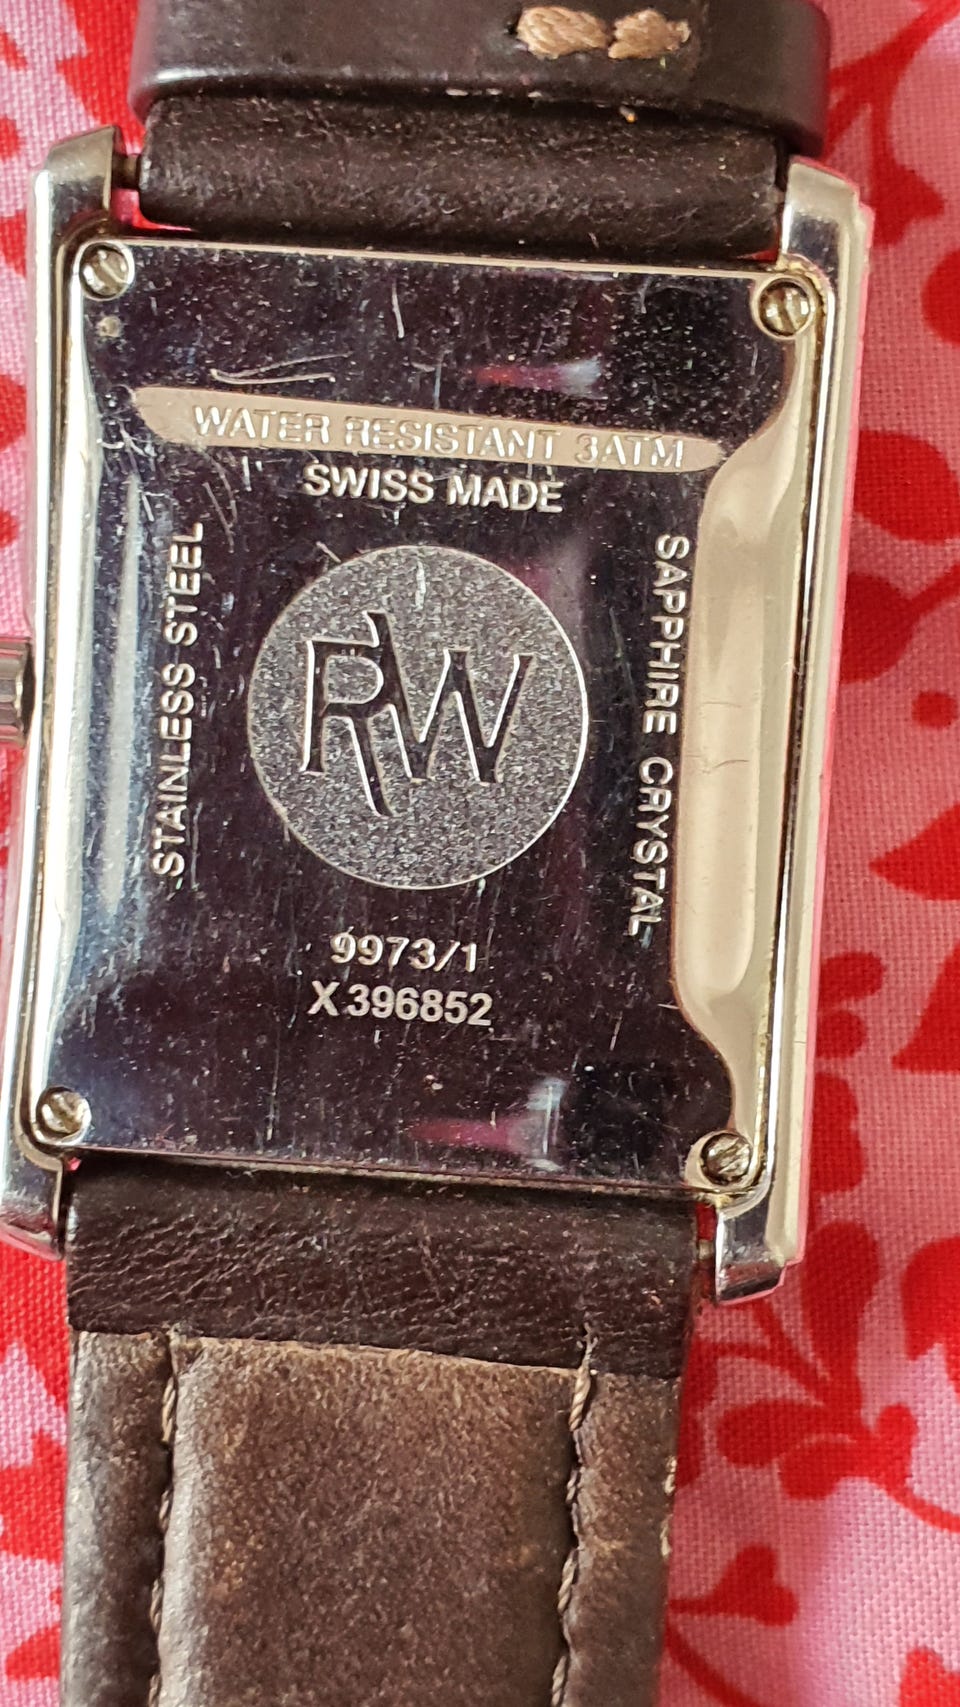 WATER RESISTANT 3ATM
SWISS MADE
STAINLESS STEEL
SAPPHIRE CRYSTAL
RW
9973/1
X396852